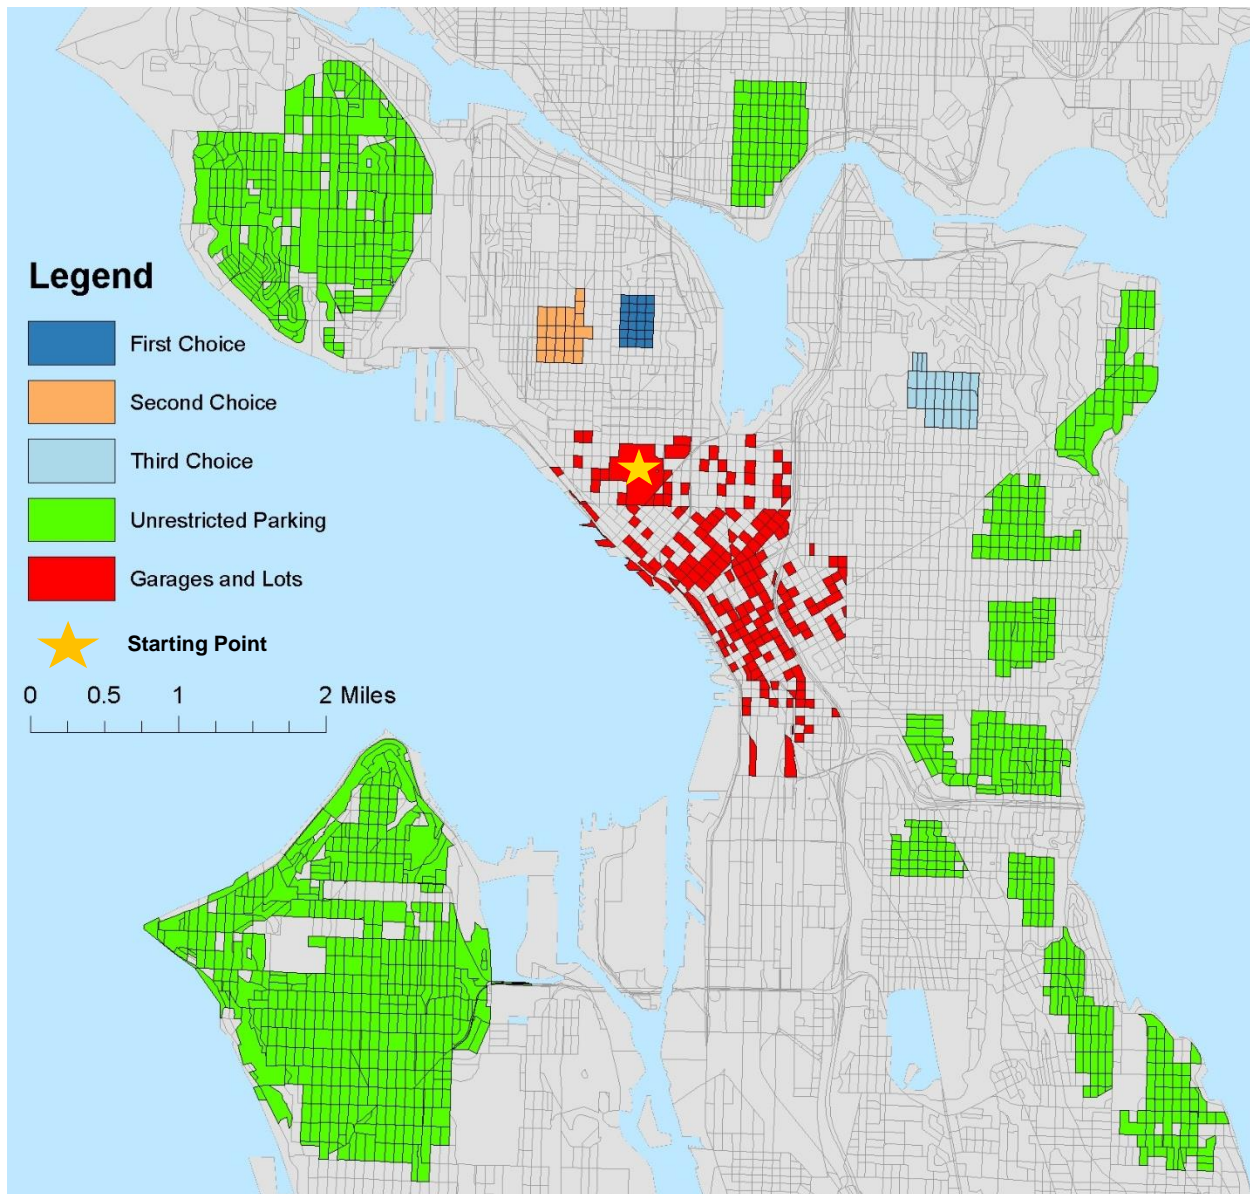 Legend
First Choice
Second Choice
Third Choice
Unrestricted Parking
Garages and Lots
Starting Point
0 0.5 1 2 Miles